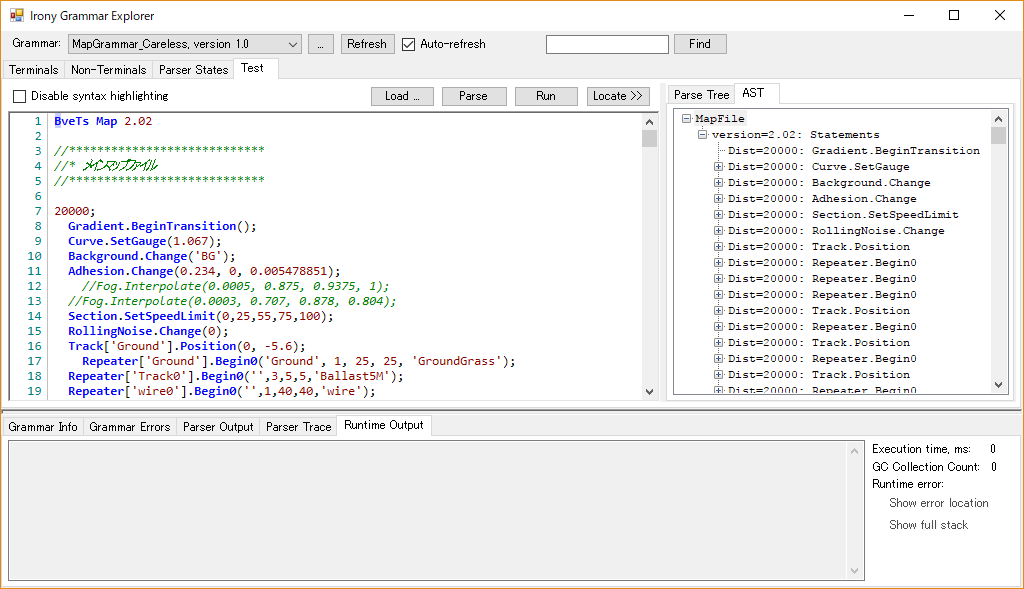 Irony Grammar Explorer
Grammar: MapGrammar_Careless, version 1.0 ... Refresh Auto-refresh Find
Terminals Non-Terminals Parser States Test
Disable syntax highlighting Load ... Parse Run Locate >>
1 BveTs Map 2.02
2
3 //****************************
4 //* メインマップファイル
5 //****************************
6
7 20000;
8 Gradient.BeginTransition();
9 Curve.SetGauge(1.067);
10 Background.Change('BG');
11 Adhesion.Change(0.234, 0, 0.005478851);
12 //Fog.Interpolate(0.0005, 0.875, 0.9375, 1);
13 //Fog.Interpolate(0.0003, 0.707, 0.878, 0.804);
14 Section.SetSpeedLimit(0,25,55,75,100);
15 RollingNoise.Change(0);
16 Track['Ground'].Position(0, -5.6);
17 Repeater['Ground'].Begin0('Ground', 1, 25, 25, 'GroundGrass');
18 Repeater['Track0'].Begin0('',3,5,5,'Ballast5M');
19 Repeater['wire0'].Begin0('',1,40,40,'wire');
Parse Tree AST
MapFile
version=2.02: Statements
Dist=20000: Gradient.BeginTransition
Dist=20000: Curve.SetGauge
Dist=20000: Background.Change
Dist=20000: Adhesion.Change
Dist=20000: Section.SetSpeedLimit
Dist=20000: RollingNoise.Change
Dist=20000: Track.Position
Dist=20000: Repeater.Begin0
Dist=20000: Repeater.Begin0
Dist=20000: Repeater.Begin0
Dist=20000: Track.Position
Dist=20000: Repeater.Begin0
Dist=20000: Track.Position
Dist=20000: Repeater.Begin0
Dist=20000: Track.Position
Dist=20000: Repeater.Begin0
Grammar Info Grammar Errors Parser Output Parser Trace Runtime Output
Execution time, ms: 0
GC Collection Count: 0
Runtime error:
Show error location
Show full stack